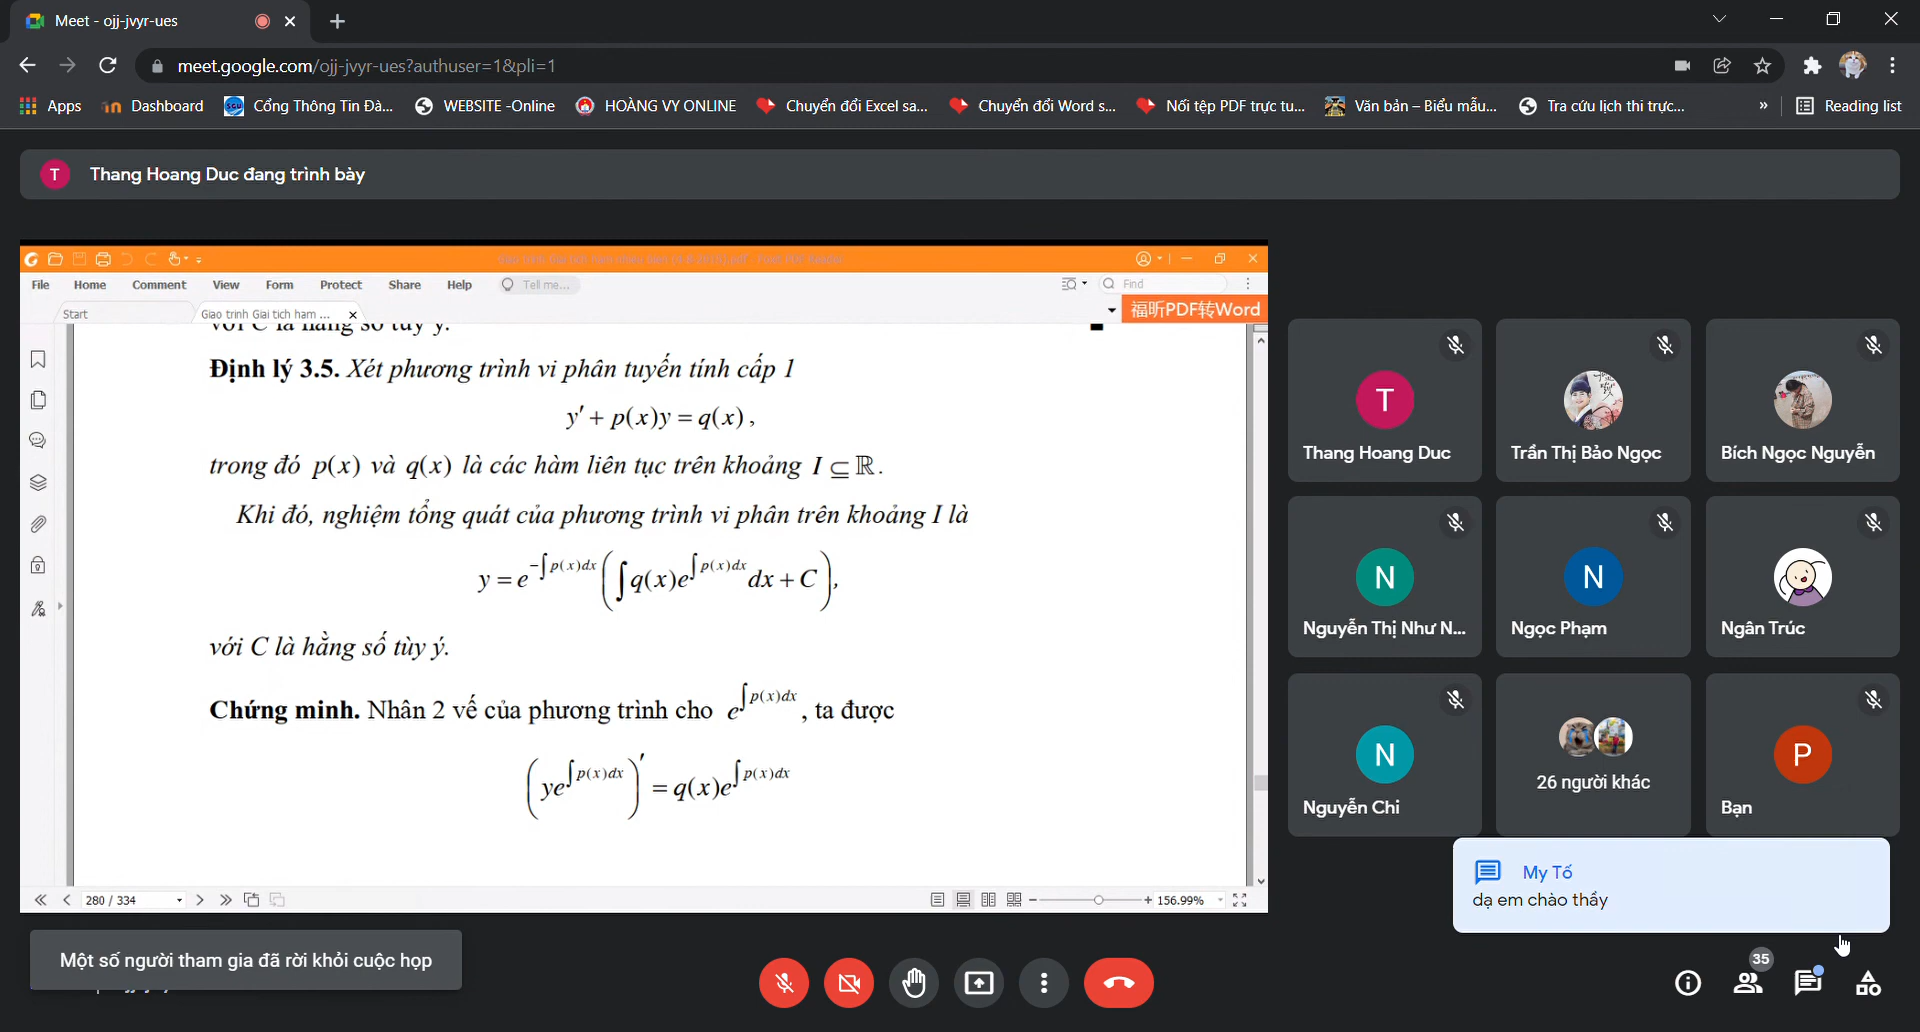 Meet - ojj-jvyr-ues
meet.google.com/ojj-jvyr-ues?authuser=1&pli=1
Apps
Dashboard
Cổng Thông Tin Đà...
WEBSITE -Online
HOÀNG VY ONLINE
Chuyển đổi Excel sa...
Chuyển đổi Word s...
Nối tệp PDF trực tu...
Văn bản – Biểu mẫu...
Tra cứu lịch thi trực...
»
Reading list
T
Thang Hoang Duc đang trình bày
File Home Comment View Form Protect Share Help Tell me... Find
Start
Giao trinh Giai tich ham ...
福昕PDF转Word
với C là hằng số tùy ý.
Định lý 3.5. Xét phương trình vi phân tuyến tính cấp 1
y′ + p(x)y = q(x) ,
trong đó p(x) và q(x) là các hàm liên tục trên khoảng I ⊆ ℝ.
Khi đó, nghiệm tổng quát của phương trình vi phân trên khoảng I là
y = e^{-∫p(x)dx} (∫q(x)e^{∫p(x)dx} dx + C),
với C là hằng số tùy ý.
Chứng minh. Nhân 2 vế của phương trình cho e^{∫p(x)dx} , ta được
(ye^{∫p(x)dx})′ = q(x)e^{∫p(x)dx}
280 / 334
156.99%
T
Thang Hoang Duc
Trần Thị Bảo Ngọc
Bích Ngọc Nguyễn
N
Nguyễn Thị Như N...
N
Ngọc Phạm
Ngân Trúc
N
Nguyễn Chi
26 người khác
P
Bạn
My Tố
dạ em chào thầy
Một số người tham gia đã rời khỏi cuộc họp
35